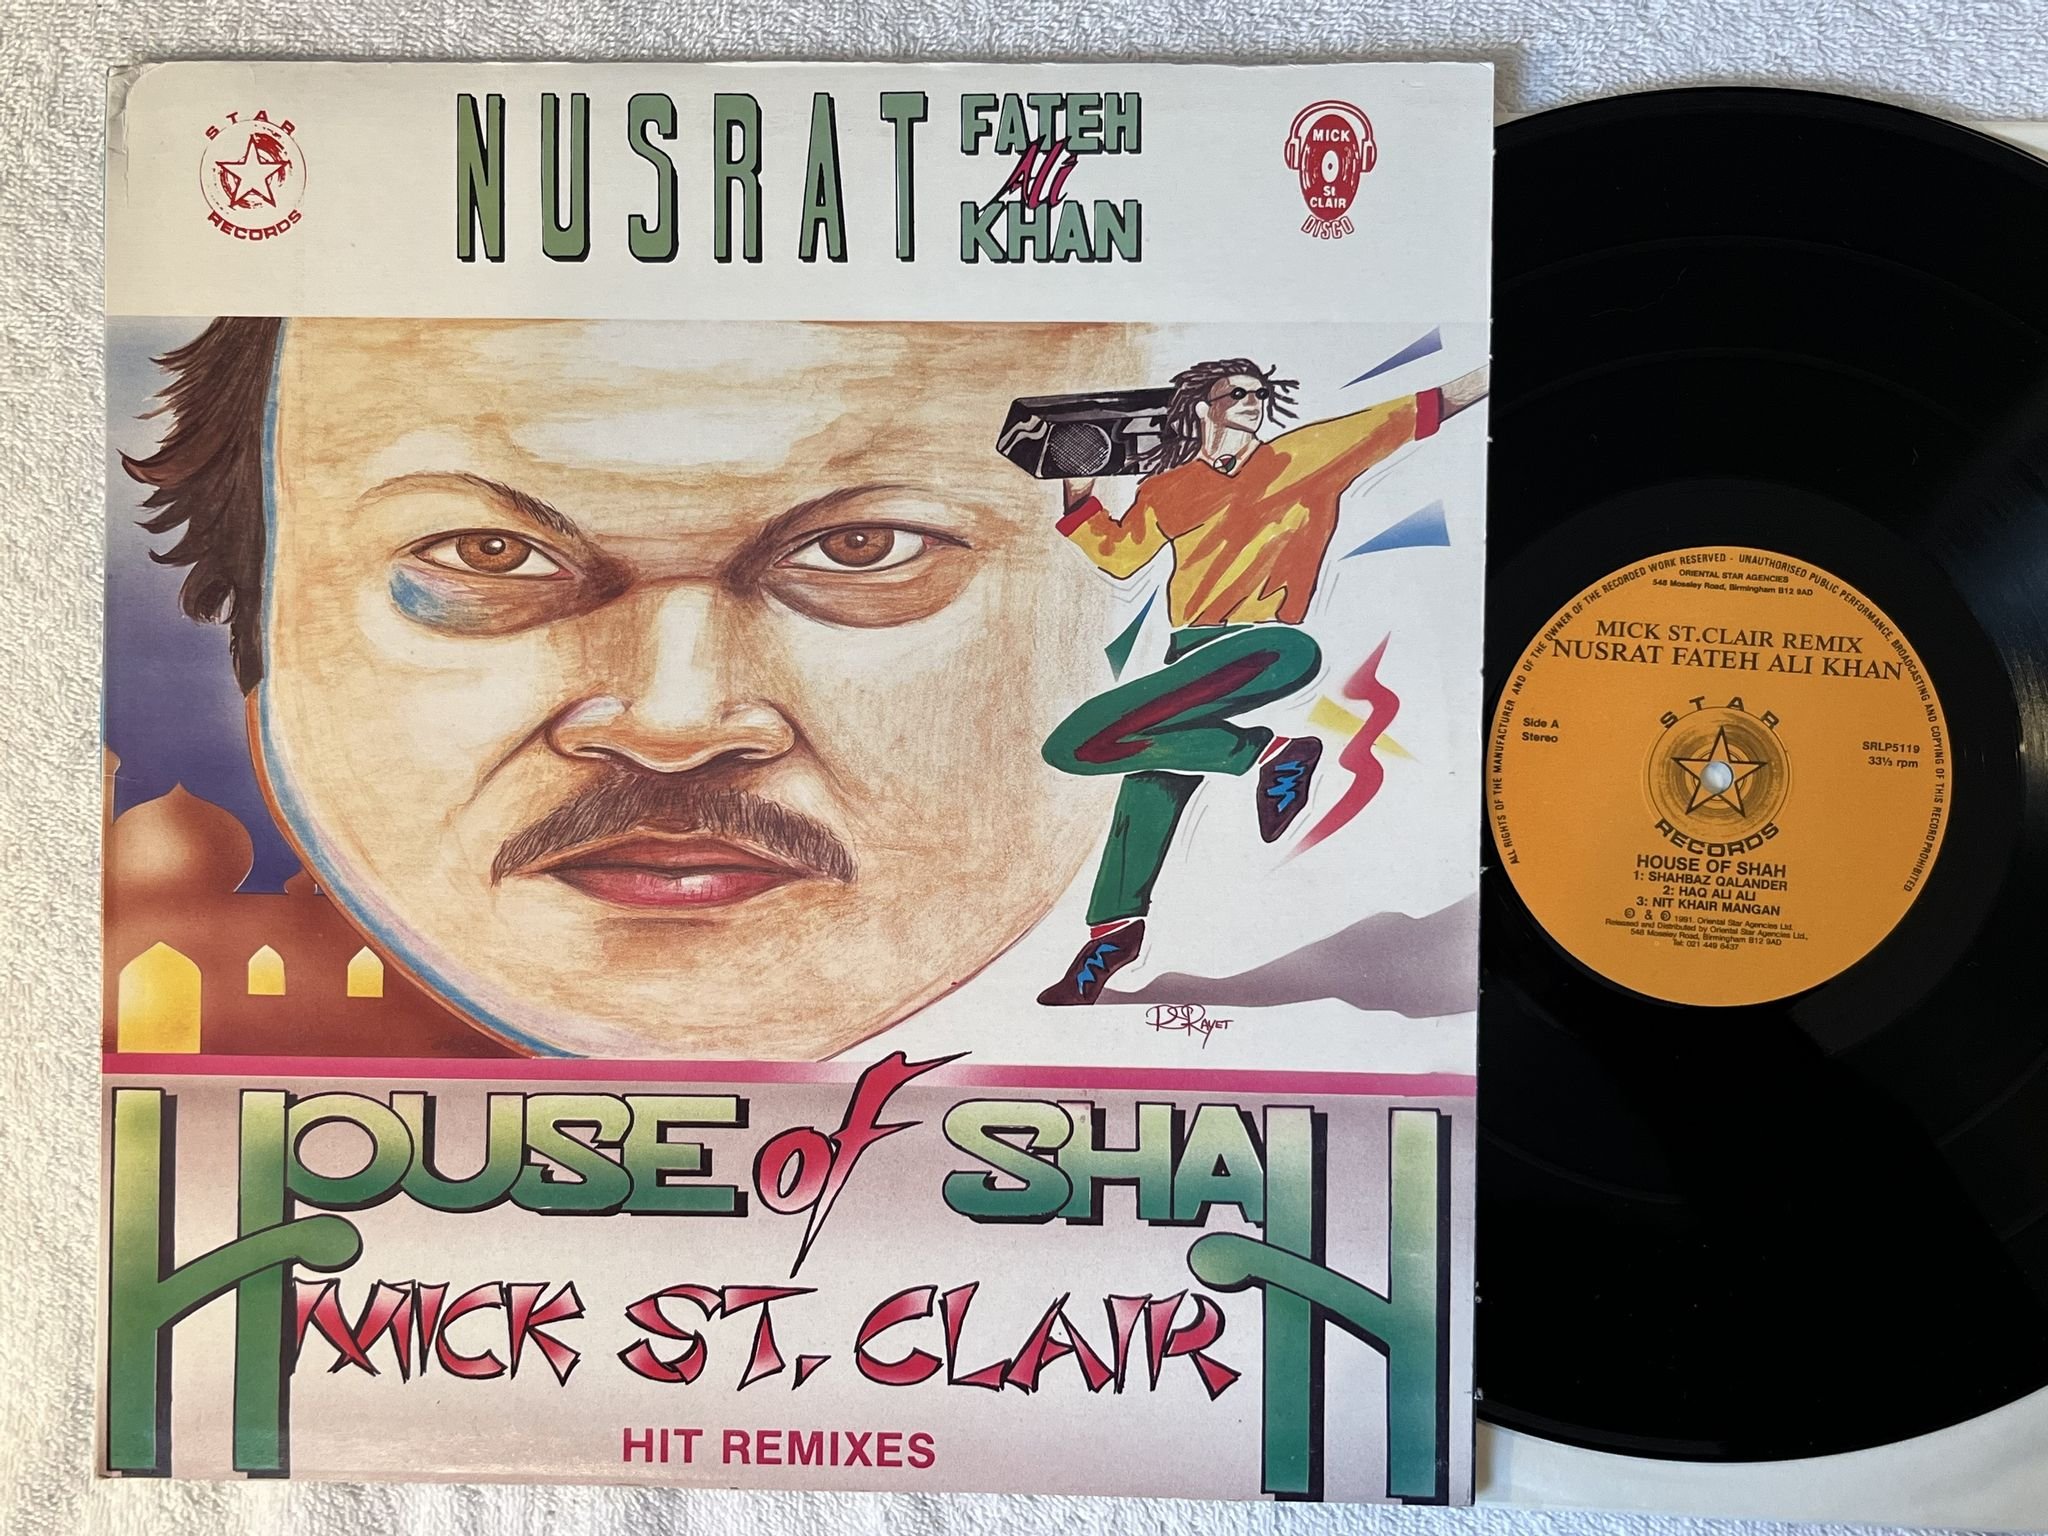 STAR
RECORDS
NUSRAT
FATEH
Ali
KHAN
MICK
St
CLAIR
DISCO
HOUSE of SHAH
MICK ST. CLAIR
HIT REMIXES
ALL RIGHTS OF THE MANUFACTURER AND OF THE OWNER OF THE RECORDED WORK RESERVED - UNAUTHORISED PUBLIC PERFORMANCE, BROADCASTING AND COPYING OF THIS RECORD PROHIBITED
ORIENTAL STAR AGENCIES
548 Moseley Road, Birmingham B12 9AD
MICK ST.CLAIR REMIX
NUSRAT FATEH ALI KHAN
STAR
RECORDS
Side A
Stereo
SRLP5119
33⅓ rpm
HOUSE OF SHAH
1: SHAHBAZ QALANDER
2: HAQ ALI ALI
3: NIT KHAIR MANGAN
© & ℗ 1991. Oriental Star Agencies Ltd.
Released and Distributed by Oriental Star Agencies Ltd.,
548 Moseley Road, Birmingham B12 9AD
Tel: 021 449 6437